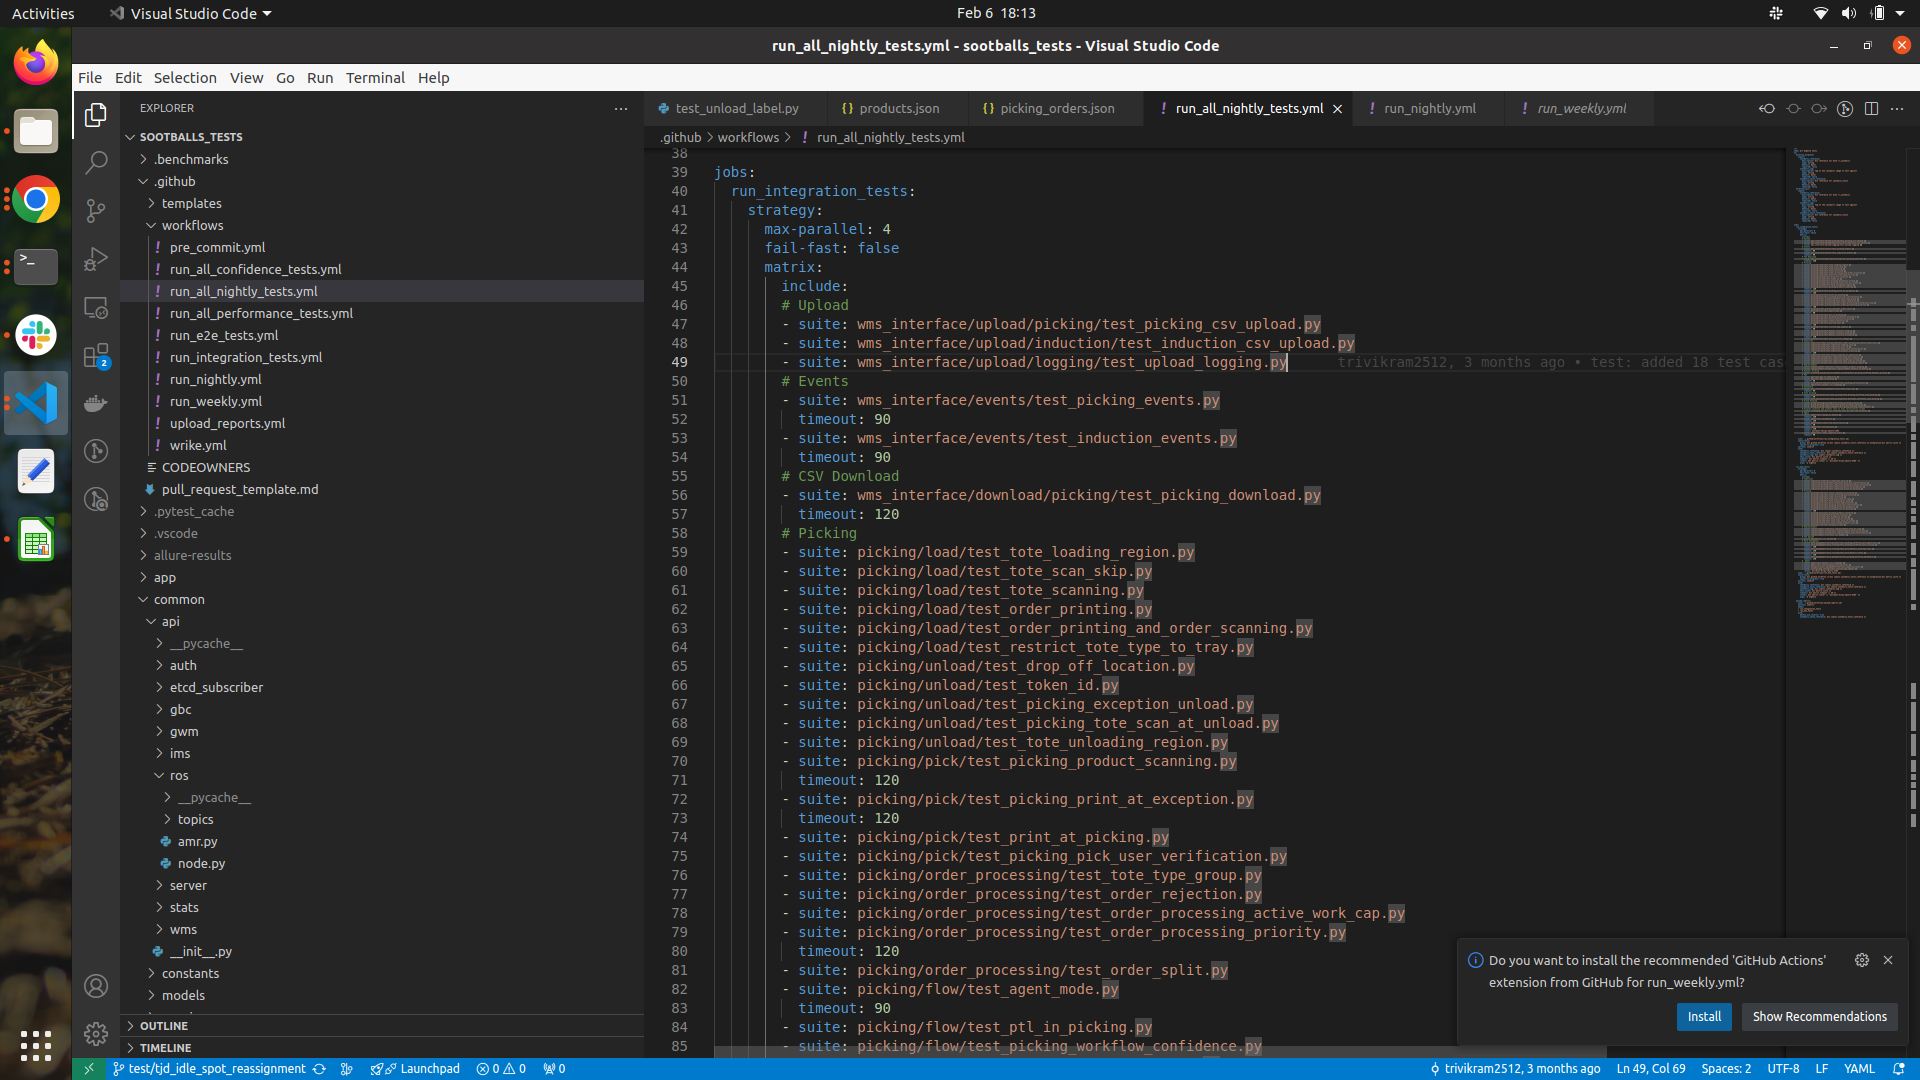 Activities
Visual Studio Code
Feb 6 18:13
run_all_nightly_tests.yml - sootballs_tests - Visual Studio Code
File Edit Selection View Go Run Terminal Help
EXPLORER
SOOTBALLS_TESTS
.benchmarks
.github
templates
workflows
pre_commit.yml
run_all_confidence_tests.yml
run_all_nightly_tests.yml
run_all_performance_tests.yml
run_e2e_tests.yml
run_integration_tests.yml
run_nightly.yml
run_weekly.yml
upload_reports.yml
wrike.yml
CODEOWNERS
pull_request_template.md
.pytest_cache
.vscode
allure-results
app
common
api
__pycache__
auth
etcd_subscriber
gbc
gwm
ims
ros
__pycache__
topics
amr.py
node.py
server
stats
wms
__init__.py
constants
models
OUTLINE
TIMELINE
2
test_unload_label.py
{} products.json
{} picking_orders.json
! run_all_nightly_tests.yml
! run_nightly.yml
! run_weekly.yml
.github > workflows > ! run_all_nightly_tests.yml
38
39 jobs:
40 run_integration_tests:
41 strategy:
42 max-parallel: 4
43 fail-fast: false
44 matrix:
45 include:
46 # Upload
47 - suite: wms_interface/upload/picking/test_picking_csv_upload.py
48 - suite: wms_interface/upload/induction/test_induction_csv_upload.py
49 - suite: wms_interface/upload/logging/test_upload_logging.py trivikram2512, 3 months ago • test: added 18 test cas
50 # Events
51 - suite: wms_interface/events/test_picking_events.py
52 timeout: 90
53 - suite: wms_interface/events/test_induction_events.py
54 timeout: 90
55 # CSV Download
56 - suite: wms_interface/download/picking/test_picking_download.py
57 timeout: 120
58 # Picking
59 - suite: picking/load/test_tote_loading_region.py
60 - suite: picking/load/test_tote_scan_skip.py
61 - suite: picking/load/test_tote_scanning.py
62 - suite: picking/load/test_order_printing.py
63 - suite: picking/load/test_order_printing_and_order_scanning.py
64 - suite: picking/load/test_restrict_tote_type_to_tray.py
65 - suite: picking/unload/test_drop_off_location.py
66 - suite: picking/unload/test_token_id.py
67 - suite: picking/unload/test_picking_exception_unload.py
68 - suite: picking/unload/test_picking_tote_scan_at_unload.py
69 - suite: picking/unload/test_tote_unloading_region.py
70 - suite: picking/pick/test_picking_product_scanning.py
71 timeout: 120
72 - suite: picking/pick/test_picking_print_at_exception.py
73 timeout: 120
74 - suite: picking/pick/test_print_at_picking.py
75 - suite: picking/pick/test_picking_pick_user_verification.py
76 - suite: picking/order_processing/test_tote_type_group.py
77 - suite: picking/order_processing/test_order_rejection.py
78 - suite: picking/order_processing/test_order_processing_active_work_cap.py
79 - suite: picking/order_processing/test_order_processing_priority.py
80 timeout: 120
81 - suite: picking/order_processing/test_order_split.py
82 - suite: picking/flow/test_agent_mode.py
83 timeout: 90
84 - suite: picking/flow/test_ptl_in_picking.py
85 - suite: picking/flow/test_picking_workflow_confidence.py
Do you want to install the recommended 'GitHub Actions'
extension from GitHub for run_weekly.yml?
Install
Show Recommendations
test/tjd_idle_spot_reassignment
Launchpad
0 0
0
trivikram2512, 3 months ago
Ln 49, Col 69
Spaces: 2
UTF-8
LF
YAML